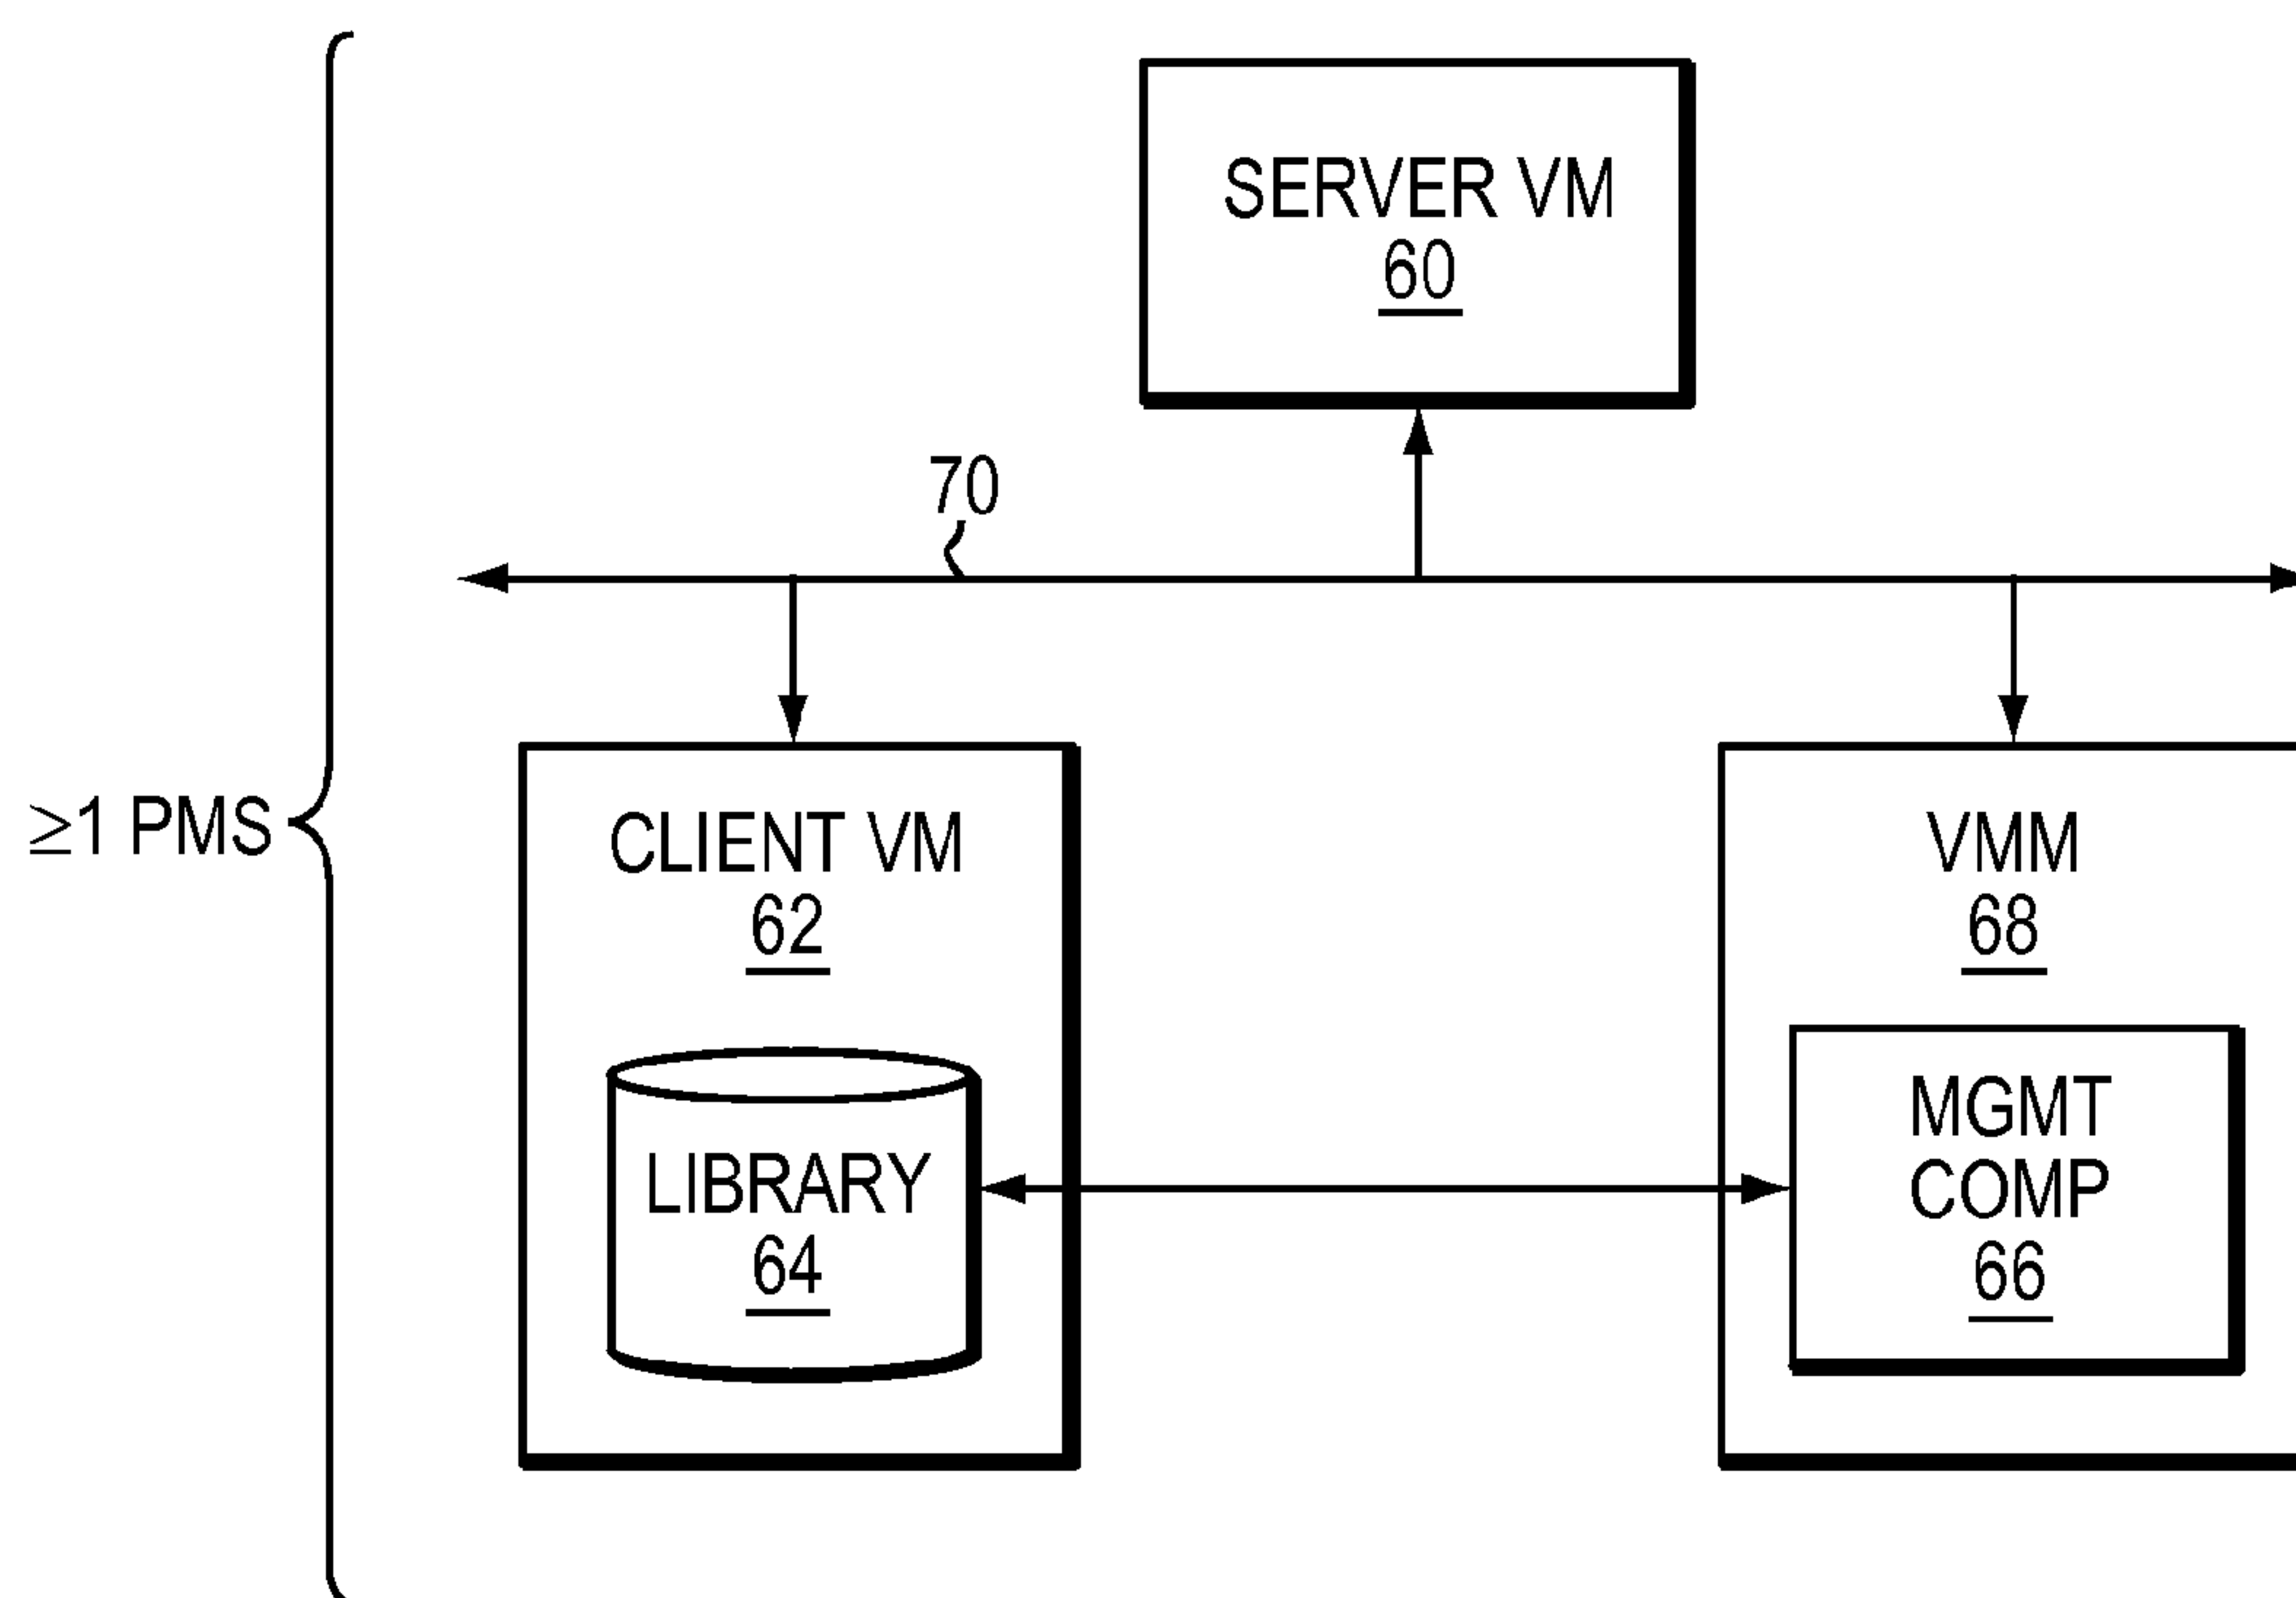 SERVER VM
60
70
≥1 PMS
CLIENT VM
62
LIBRARY
64
VMM
68
MGMT
COMP
66